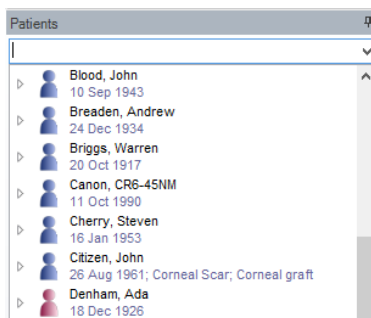 Patients
Blood, John
10 Sep 1943
Breaden, Andrew
24 Dec 1934
Briggs, Warren
20 Oct 1917
Canon, CR6-45NM
11 Oct 1990
Cherry, Steven
16 Jan 1953
Citizen, John
26 Aug 1961; Corneal Scar; Corneal graft
Denham, Ada
18 Dec 1926